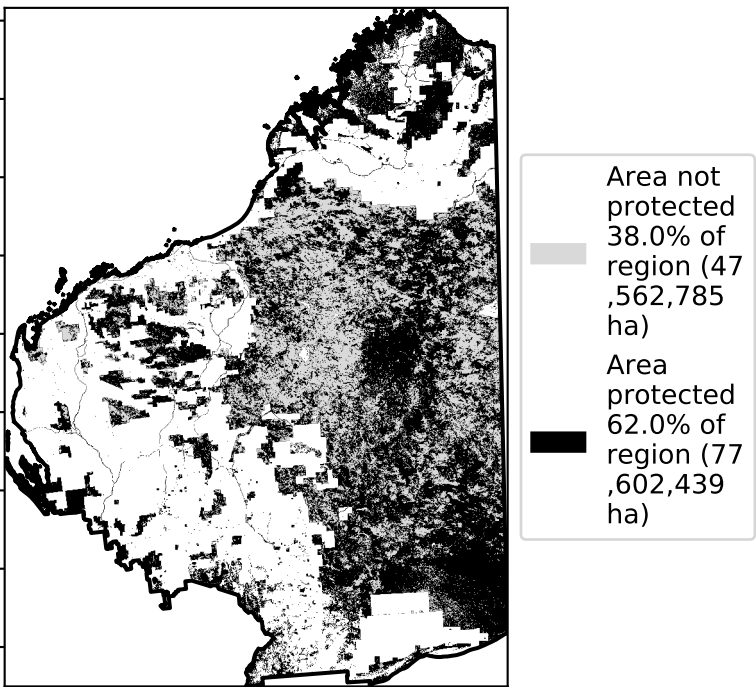 Area not
protected
38.0% of
region (47
,562,785
ha)
Area
protected
62.0% of
region (77
,602,439
ha)